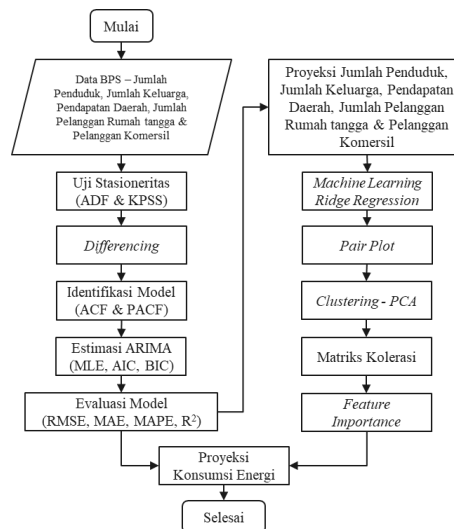 Mulai
Data BPS – Jumlah
Penduduk, Jumlah Keluarga,
Pendapatan Daerah, Jumlah
Pelanggan Rumah tangga &
Pelanggan Komersil
Uji Stasioneritas
(ADF & KPSS)
Differencing
Identifikasi Model
(ACF & PACF)
Estimasi ARIMA
(MLE, AIC, BIC)
Evaluasi Model
(RMSE, MAE, MAPE, R²)
Proyeksi Jumlah Penduduk,
Jumlah Keluarga, Pendapatan
Daerah, Jumlah Pelanggan
Rumah tangga & Pelanggan
Komersil
Machine Learning
Ridge Regression
Pair Plot
Clustering - PCA
Matriks Kolerasi
Feature
Importance
Proyeksi
Konsumsi Energi
Selesai